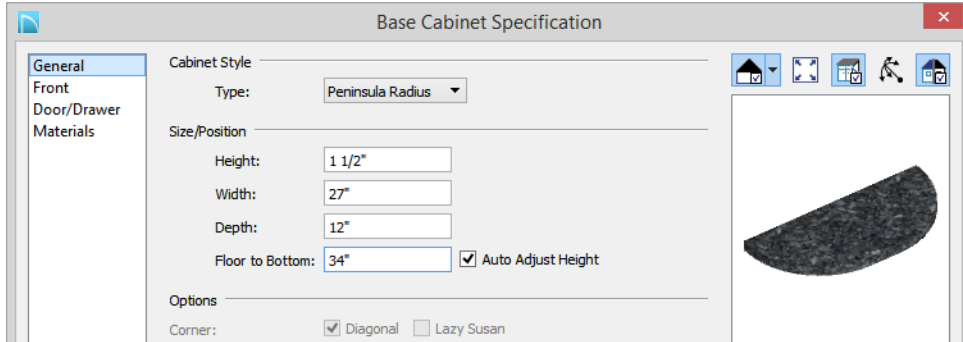 Base Cabinet Specification
General
Front
Door/Drawer
Materials
Cabinet Style
Type: Peninsula Radius
Size/Position
Height: 1 1/2"
Width: 27"
Depth: 12"
Floor to Bottom: 34" Auto Adjust Height
Options
Corner: Diagonal Lazy Susan